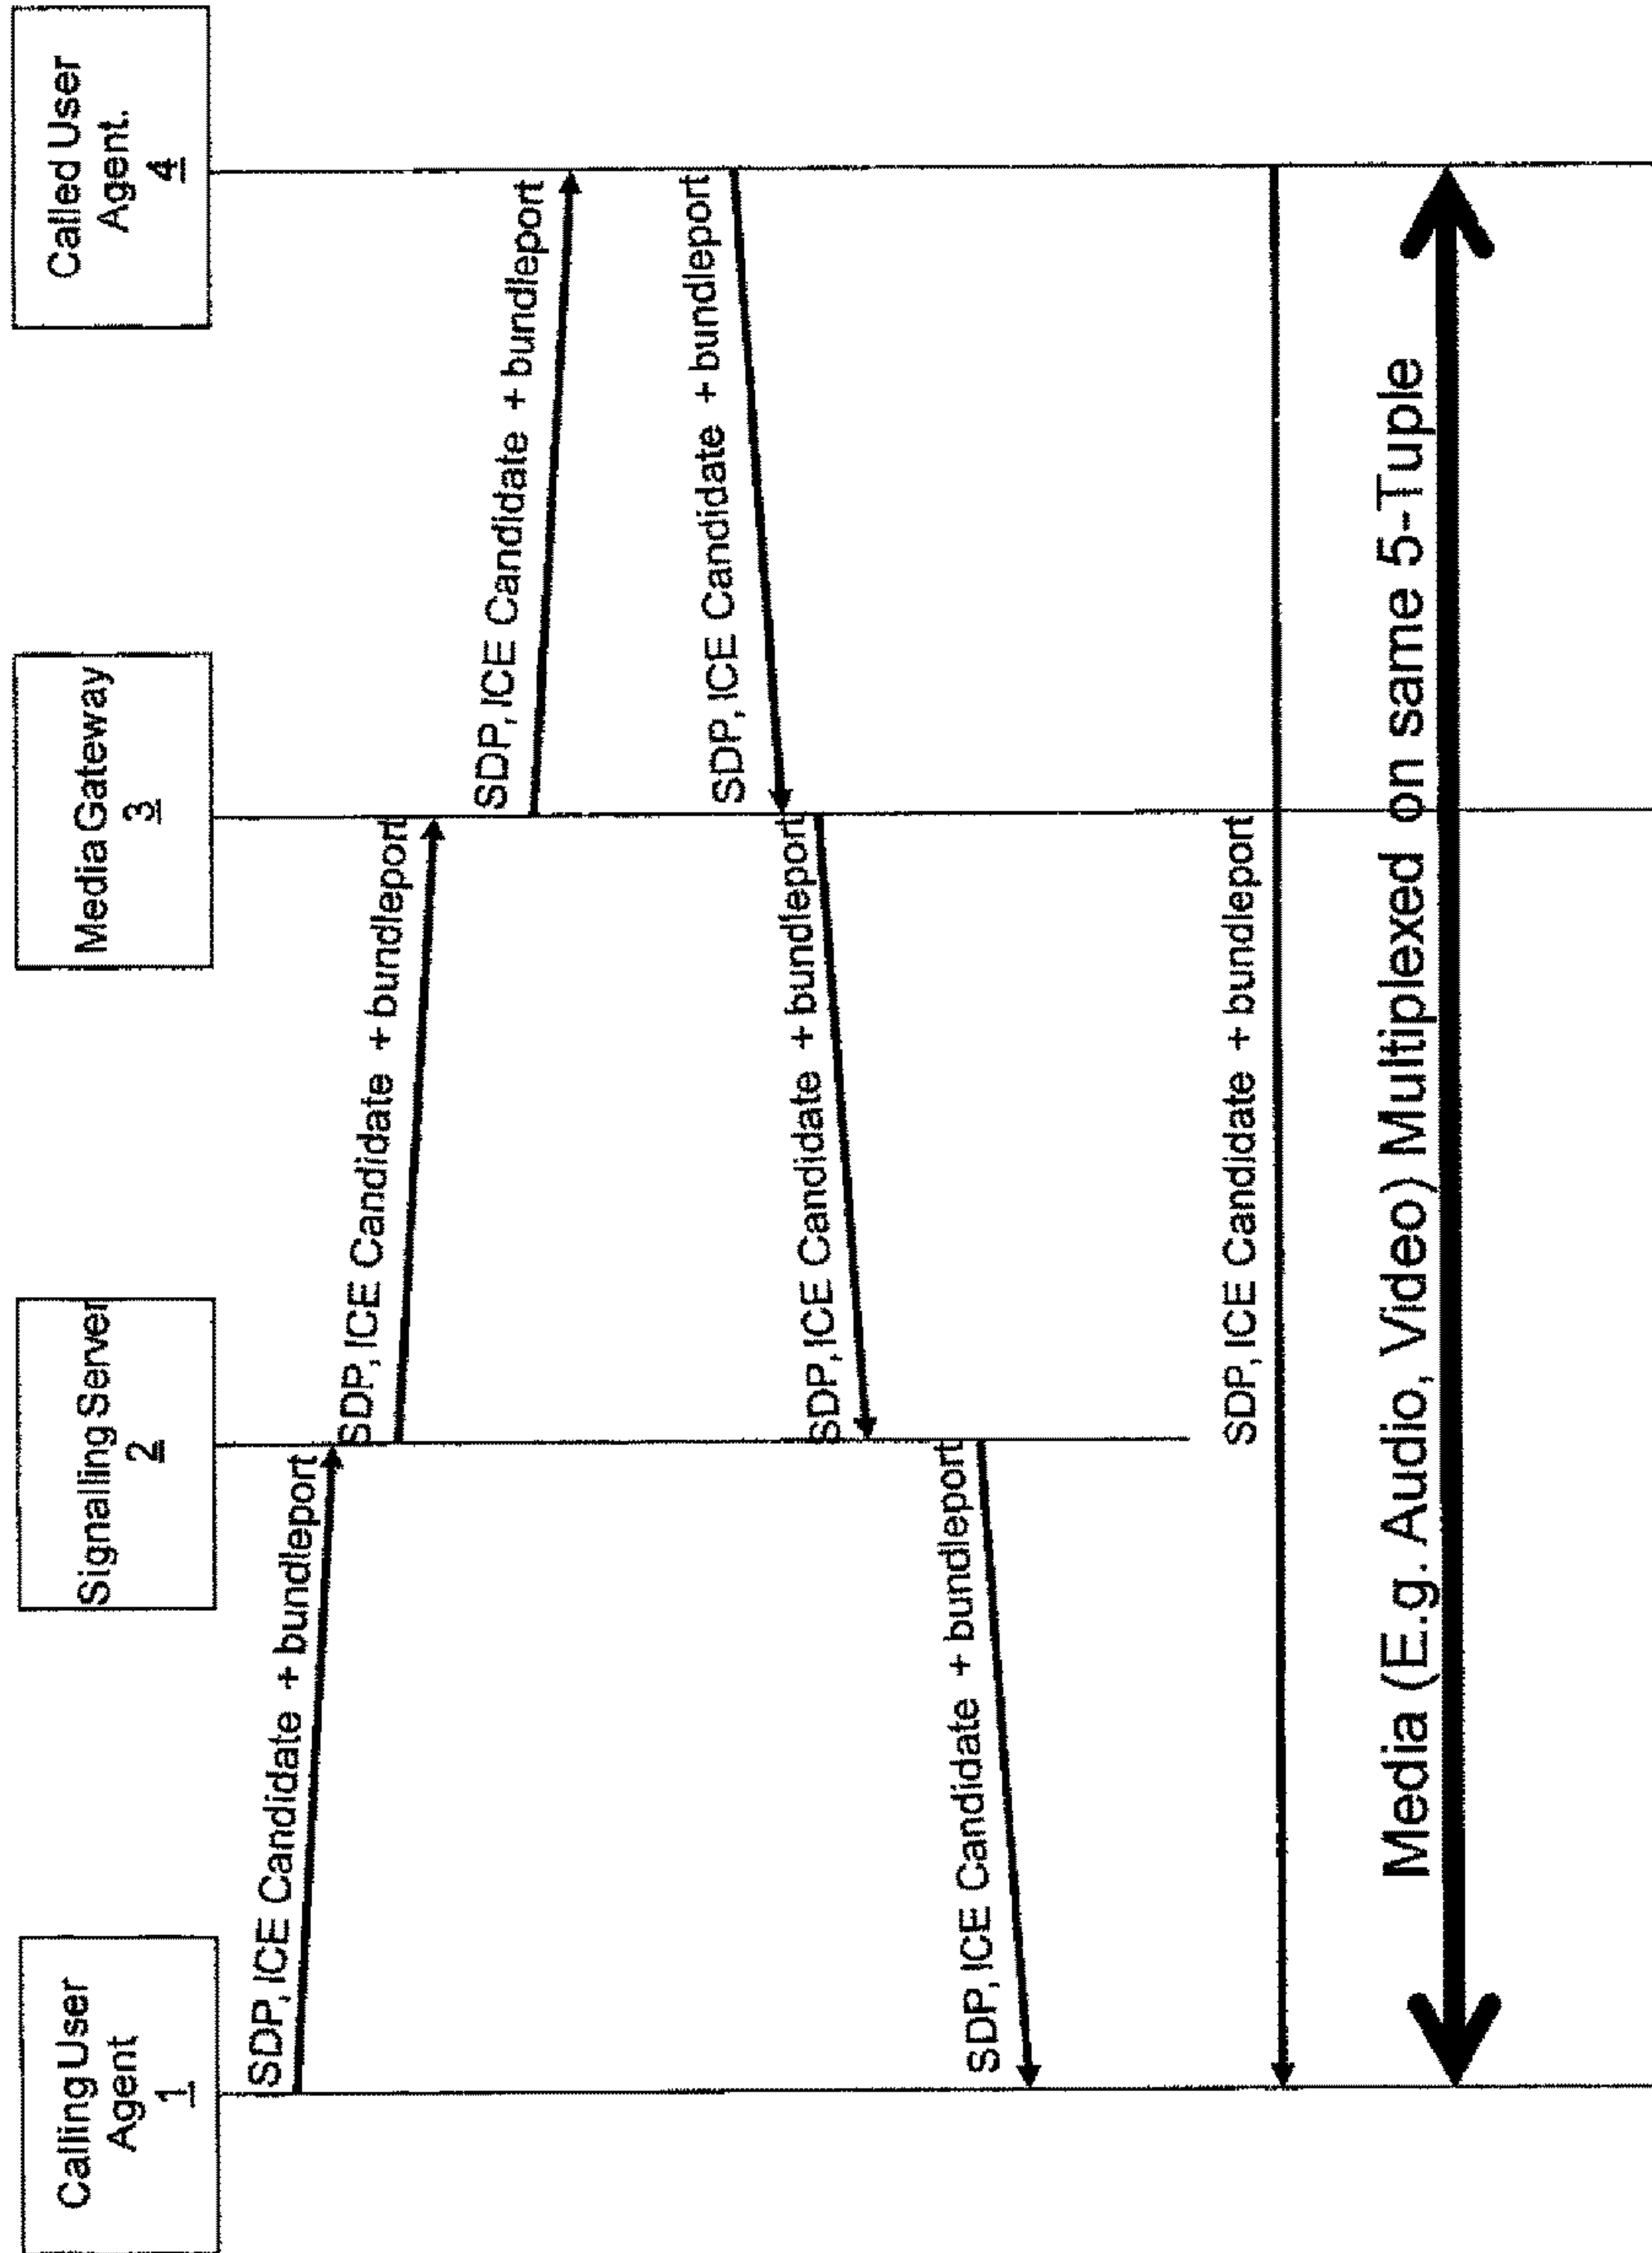 Calling User
Agent
1
Signalling Server
2
Media Gateway
3
Called User
Agent.
4
SDP, ICE Candidate + bundleport
SDP, ICE Candidate + bundleport
SDP, ICE Candidate + bundleport
SDP, ICE Candidate + bundleport
SDP, ICE Candidate + bundleport
SDP, ICE Candidate + bundleport
SDP, ICE Candidate + bundleport
Media (E.g. Audio, Video) Multiplexed on same 5-Tuple